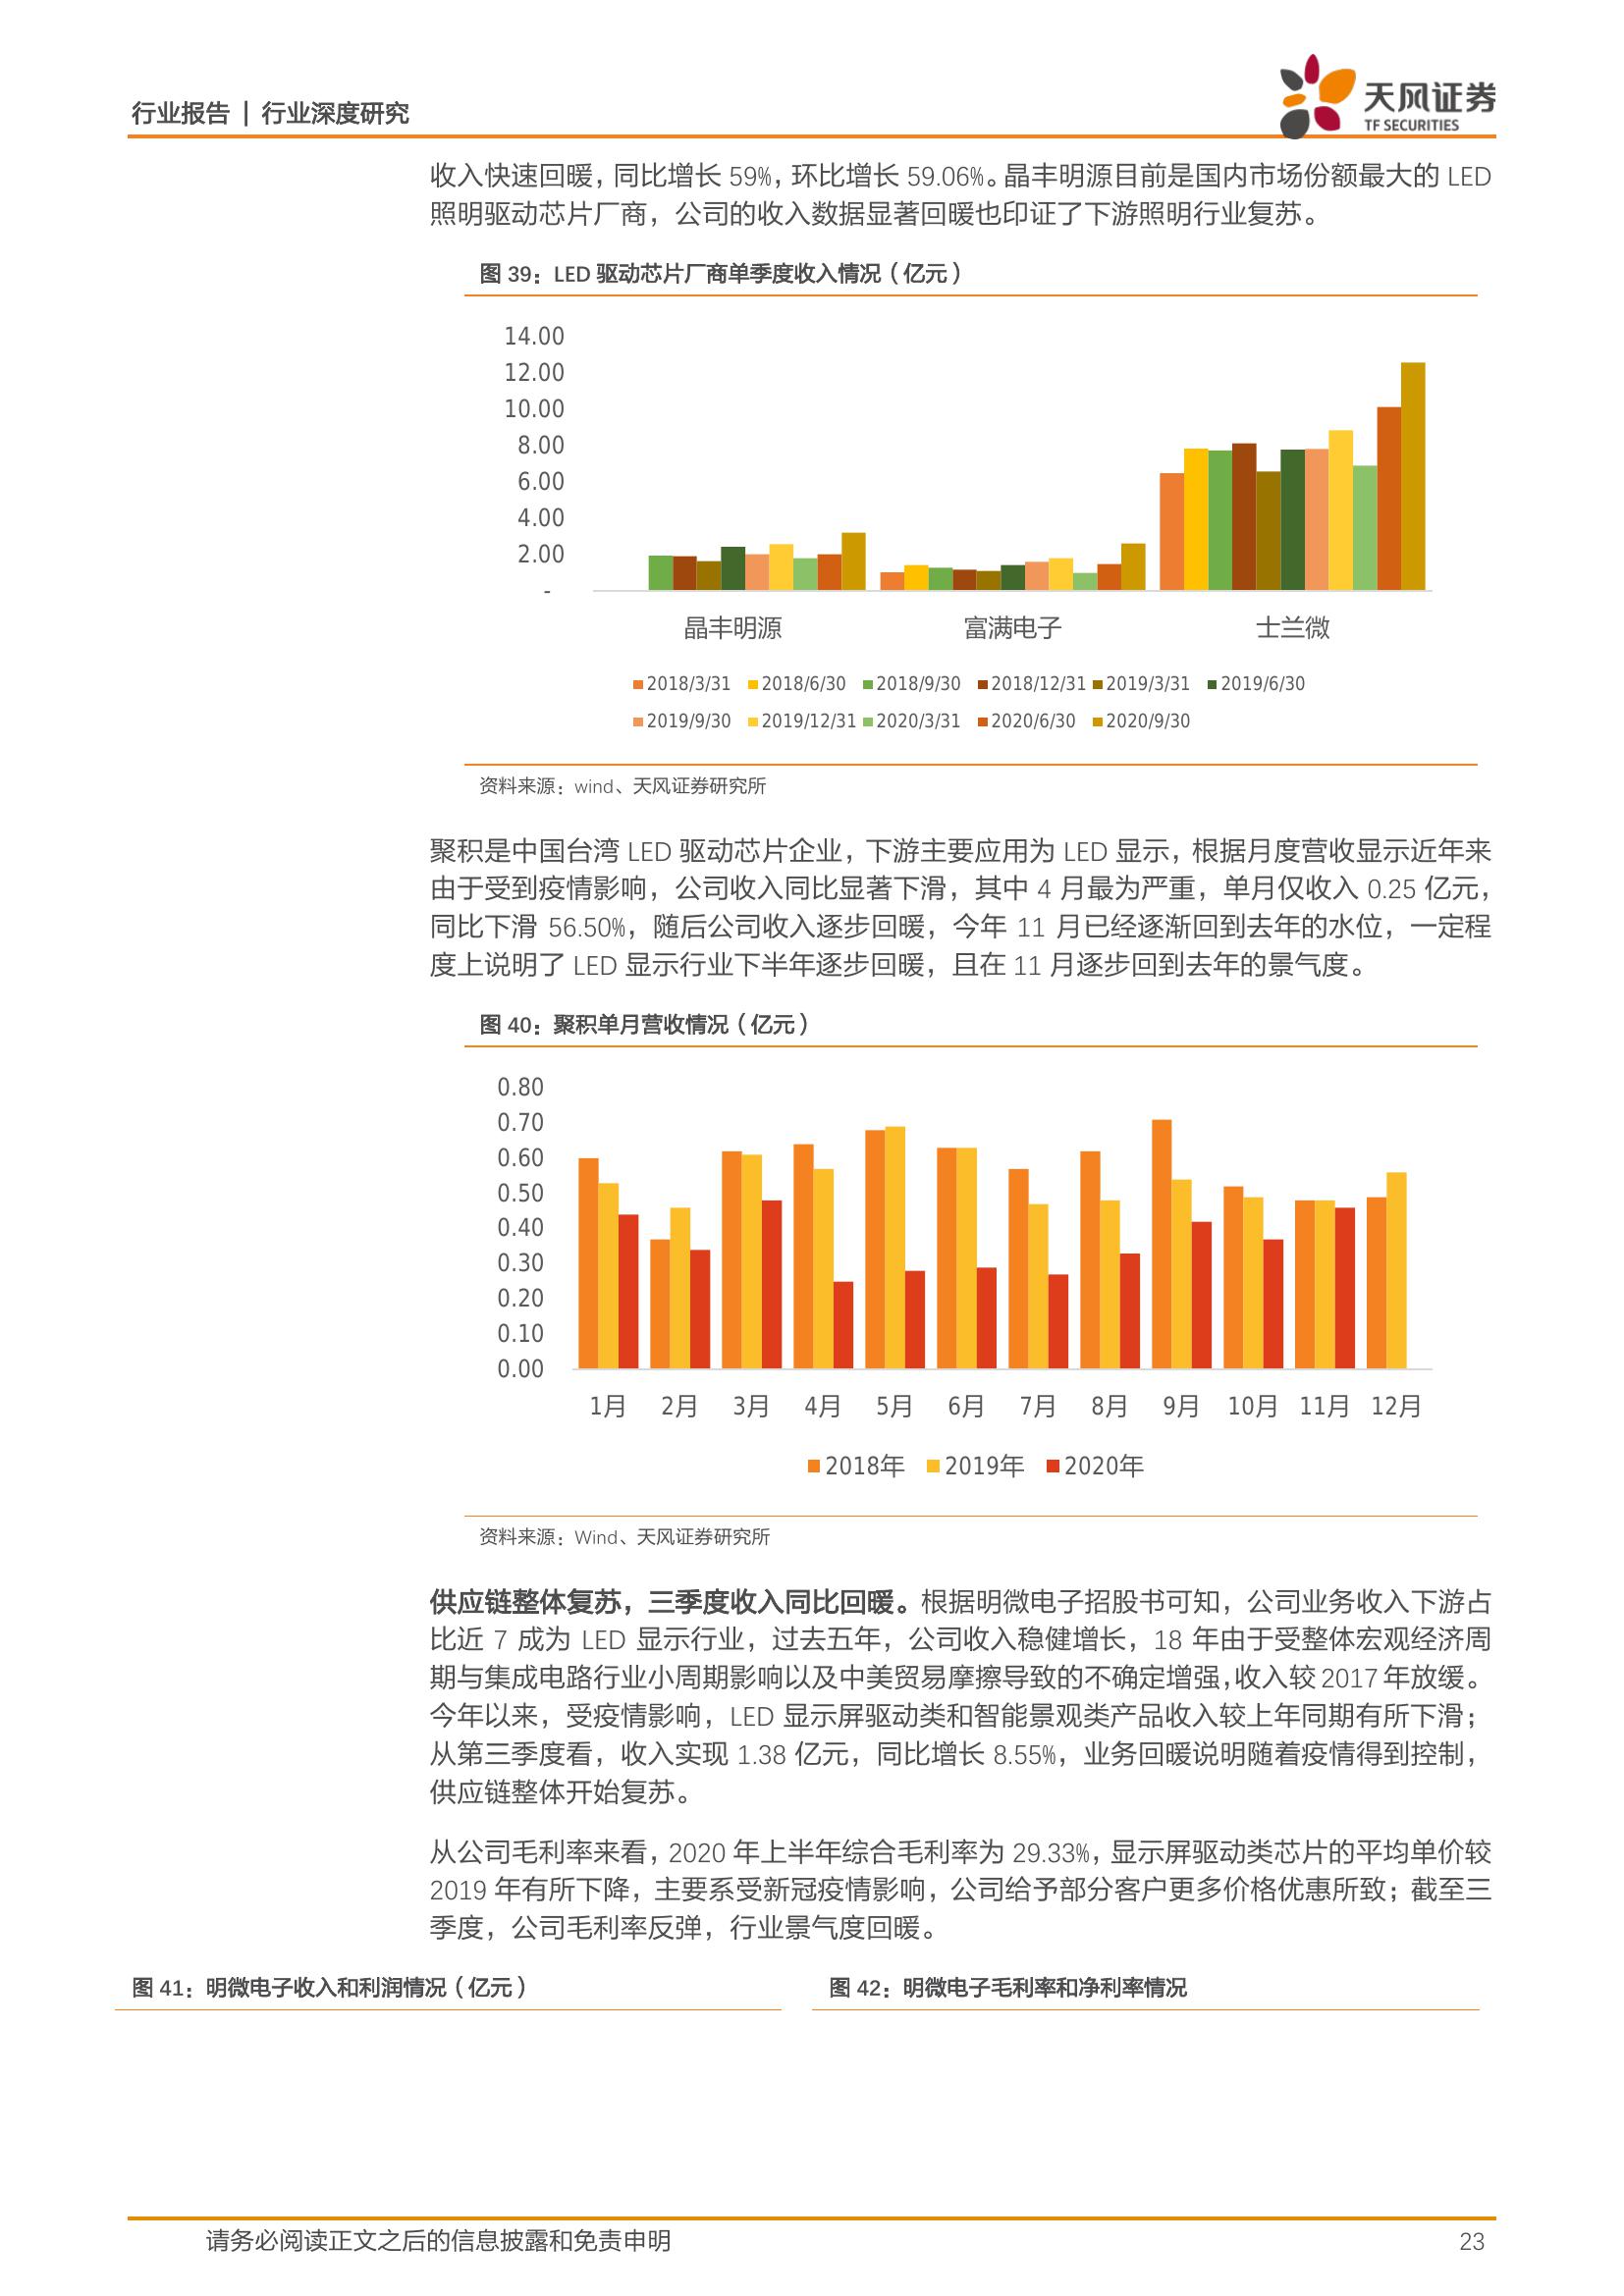 行业报告 | 行业深度研究
天风证券
TF SECURITIES
收入快速回暖，同比增长 59%，环比增长 59.06%。晶丰明源目前是国内市场份额最大的 LED
照明驱动芯片厂商，公司的收入数据显著回暖也印证了下游照明行业复苏。
图 39：LED 驱动芯片厂商单季度收入情况（亿元）
14.00
12.00
10.00
8.00
6.00
4.00
2.00
-
晶丰明源 富满电子 士兰微
2018/3/31 2018/6/30 2018/9/30 2018/12/31 2019/3/31 2019/6/30
2019/9/30 2019/12/31 2020/3/31 2020/6/30 2020/9/30
资料来源：wind、天风证券研究所
聚积是中国台湾 LED 驱动芯片企业，下游主要应用为 LED 显示，根据月度营收显示近年来
由于受到疫情影响，公司收入同比显著下滑，其中 4 月最为严重，单月仅收入 0.25 亿元，
同比下滑 56.50%，随后公司收入逐步回暖，今年 11 月已经逐渐回到去年的水位，一定程
度上说明了 LED 显示行业下半年逐步回暖，且在 11 月逐步回到去年的景气度。
图 40：聚积单月营收情况（亿元）
0.80
0.70
0.60
0.50
0.40
0.30
0.20
0.10
0.00
1月 2月 3月 4月 5月 6月 7月 8月 9月 10月 11月 12月
2018年 2019年 2020年
资料来源：Wind、天风证券研究所
供应链整体复苏，三季度收入同比回暖。根据明微电子招股书可知，公司业务收入下游占
比近 7 成为 LED 显示行业，过去五年，公司收入稳健增长，18 年由于受整体宏观经济周
期与集成电路行业小周期影响以及中美贸易摩擦导致的不确定增强，收入较 2017 年放缓。
今年以来，受疫情影响，LED 显示屏驱动类和智能景观类产品收入较上年同期有所下滑；
从第三季度看，收入实现 1.38 亿元，同比增长 8.55%，业务回暖说明随着疫情得到控制，
供应链整体开始复苏。
从公司毛利率来看，2020 年上半年综合毛利率为 29.33%，显示屏驱动类芯片的平均单价较
2019 年有所下降，主要系受新冠疫情影响，公司给予部分客户更多价格优惠所致；截至三
季度，公司毛利率反弹，行业景气度回暖。
图 41：明微电子收入和利润情况（亿元） 图 42：明微电子毛利率和净利率情况
请务必阅读正文之后的信息披露和免责申明 23